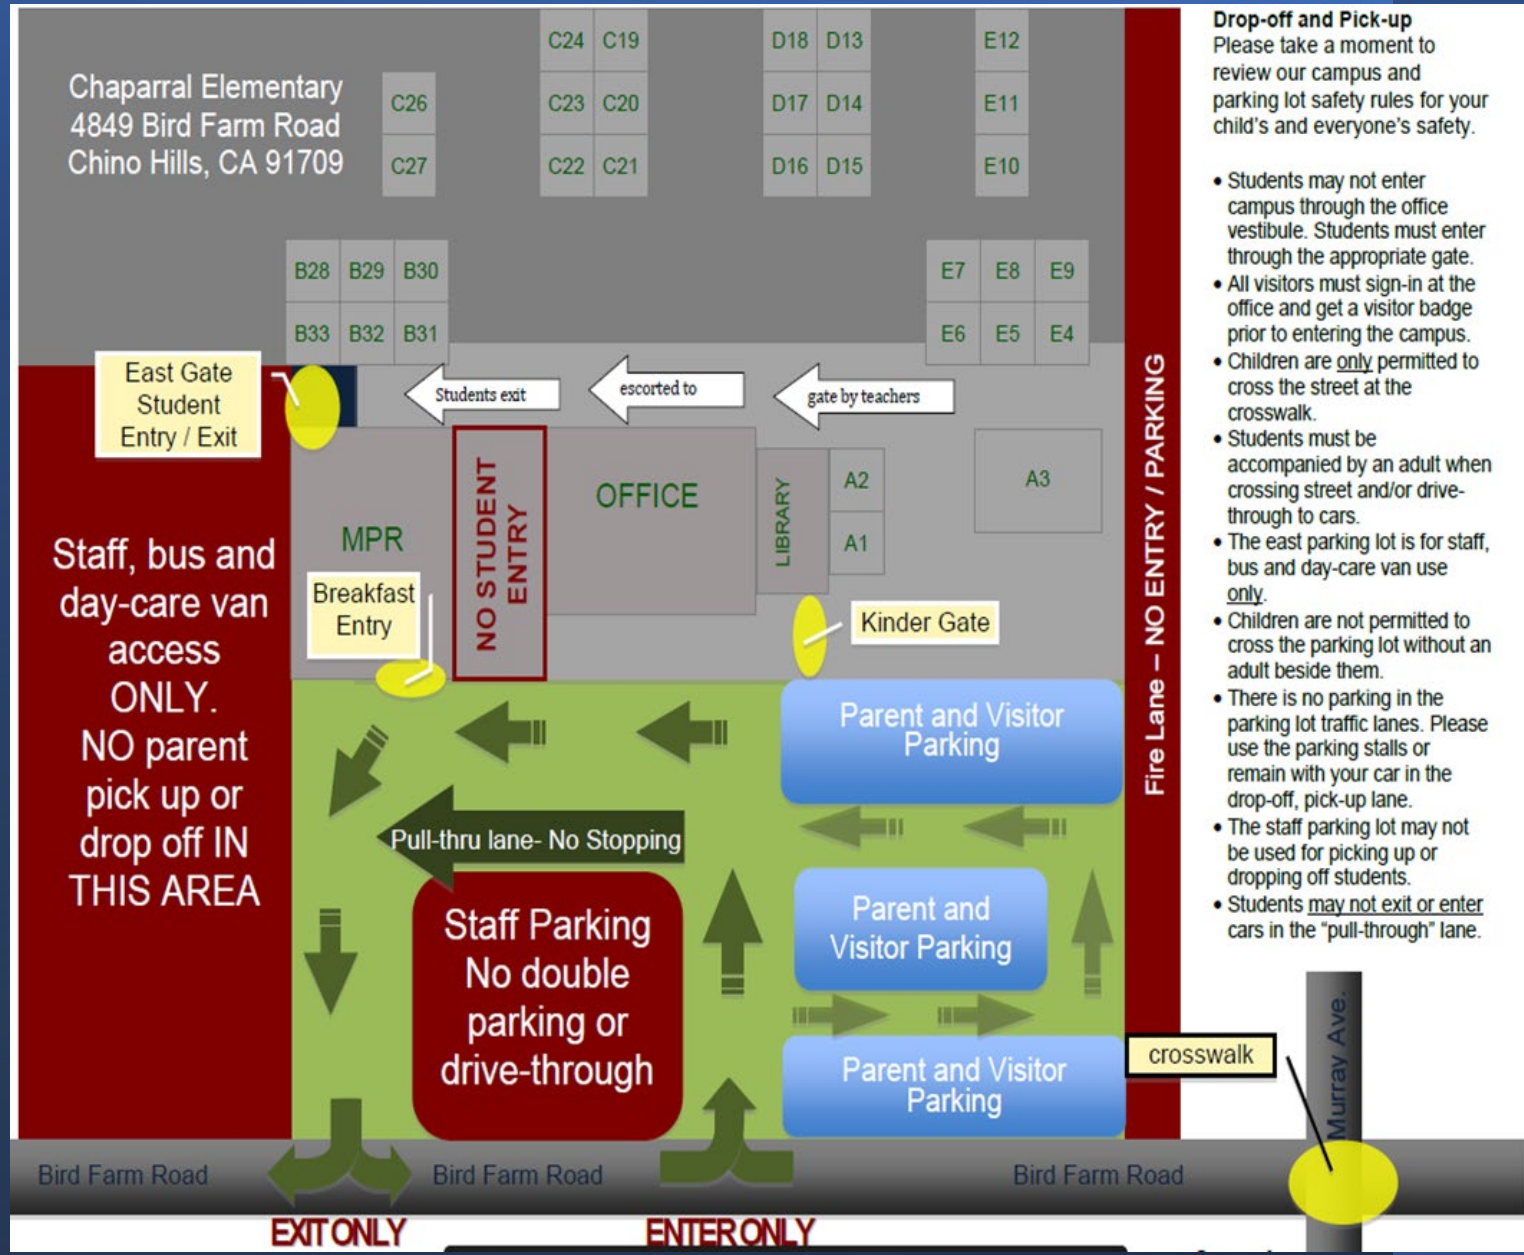 Chaparral Elementary
4849 Bird Farm Road
Chino Hills, CA 91709
C26
C27
C24 C19
C23 C20
C22 C21
D18 D13
D17 D14
D16 D15
E12
E11
E10
B28 B29 B30
B33 B32 B31
E7 E8 E9
E6 E5 E4
East Gate
Student
Entry / Exit
Students exit
escorted to
gate by teachers
Staff, bus and
day-care van
access
ONLY.
NO parent
pick up or
drop off IN
THIS AREA
MPR
Breakfast
Entry
NO STUDENT
ENTRY
OFFICE
LIBRARY
A2
A1
A3
Kinder Gate
Fire Lane – NO ENTRY / PARKING
Parent and Visitor
Parking
Pull-thru lane- No Stopping
Staff Parking
No double
parking or
drive-through
Parent and
Visitor Parking
Parent and Visitor
Parking
Bird Farm Road
Bird Farm Road
Bird Farm Road
EXIT ONLY
ENTER ONLY
Drop-off and Pick-up
Please take a moment to
review our campus and
parking lot safety rules for your
child's and everyone's safety.
• Students may not enter
campus through the office
vestibule. Students must enter
through the appropriate gate.
• All visitors must sign-in at the
office and get a visitor badge
prior to entering the campus.
• Children are only permitted to
cross the street at the
crosswalk.
• Students must be
accompanied by an adult when
crossing street and/or drive-
through to cars.
• The east parking lot is for staff,
bus and day-care van use
only.
• Children are not permitted to
cross the parking lot without an
adult beside them.
• There is no parking in the
parking lot traffic lanes. Please
use the parking stalls or
remain with your car in the
drop-off, pick-up lane.
• The staff parking lot may not
be used for picking up or
dropping off students.
• Students may not exit or enter
cars in the “pull-through” lane.
crosswalk
Murray Ave.